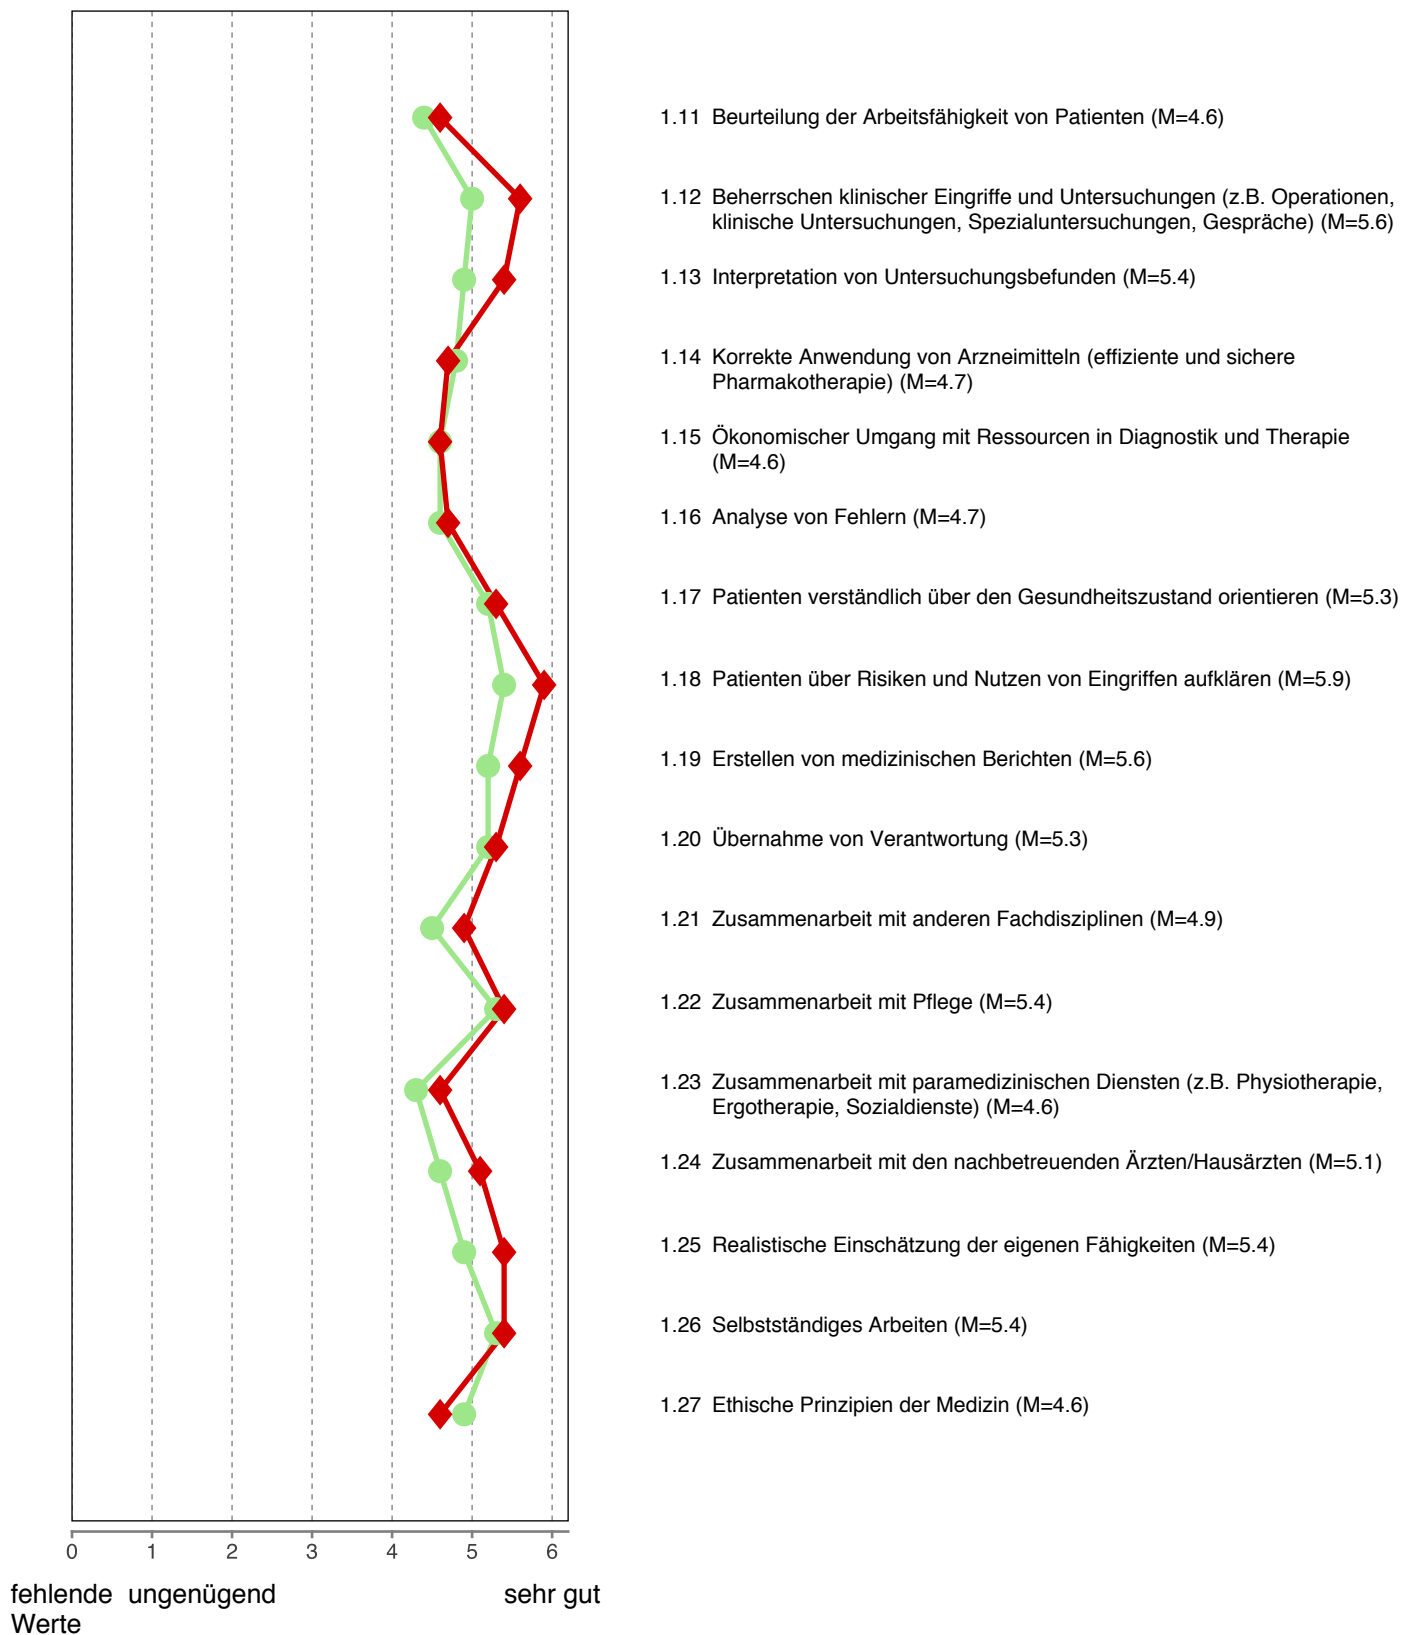 1.11 Beurteilung der Arbeitsfähigkeit von Patienten (M=4.6)
1.12 Beherrschen klinischer Eingriffe und Untersuchungen (z.B. Operationen,
klinische Untersuchungen, Spezialuntersuchungen, Gespräche) (M=5.6)
1.13 Interpretation von Untersuchungsbefunden (M=5.4)
1.14 Korrekte Anwendung von Arzneimitteln (effiziente und sichere
Pharmakotherapie) (M=4.7)
1.15 Ökonomischer Umgang mit Ressourcen in Diagnostik und Therapie
(M=4.6)
1.16 Analyse von Fehlern (M=4.7)
1.17 Patienten verständlich über den Gesundheitszustand orientieren (M=5.3)
1.18 Patienten über Risiken und Nutzen von Eingriffen aufklären (M=5.9)
1.19 Erstellen von medizinischen Berichten (M=5.6)
1.20 Übernahme von Verantwortung (M=5.3)
1.21 Zusammenarbeit mit anderen Fachdisziplinen (M=4.9)
1.22 Zusammenarbeit mit Pflege (M=5.4)
1.23 Zusammenarbeit mit paramedizinischen Diensten (z.B. Physiotherapie,
Ergotherapie, Sozialdienste) (M=4.6)
1.24 Zusammenarbeit mit den nachbetreuenden Ärzten/Hausärzten (M=5.1)
1.25 Realistische Einschätzung der eigenen Fähigkeiten (M=5.4)
1.26 Selbstständiges Arbeiten (M=5.4)
1.27 Ethische Prinzipien der Medizin (M=4.6)
0 1 2 3 4 5 6
fehlende ungenügend sehr gut
Werte